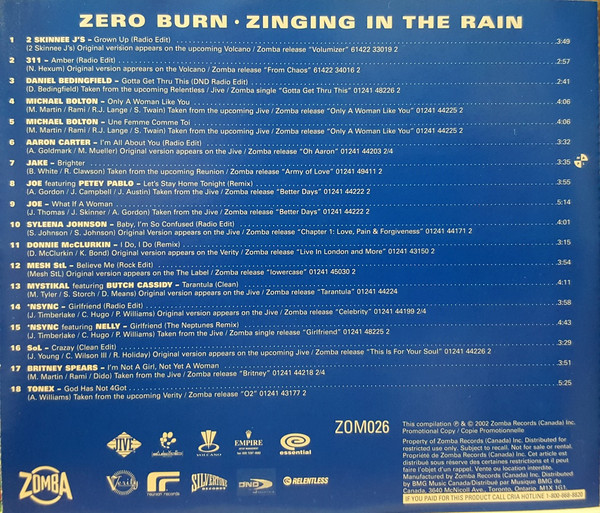 ZERO BURN · ZINGING IN THE RAIN
1 2 SKINNEE J'S – Grown Up (Radio Edit) 3:49
(2 Skinnee J's) Original verision appears on the upcoming Volcano / Zomba release "Volumizer" 61422 33019 2
2 311 – Amber (Radio Edit) 2:57
(N. Hexum) Original version appears on the Volcano / Zomba release "From Chaos" 61422 34016 2
3 DANIEL BEDINGFIELD – Gotta Get Thru This (DND Radio Edit) 2:41
(D. Bedingfield) Taken from the upcoming Relentless / Jive / Zomba single "Gotta Get Thru This" 01241 48226 2
4 MICHAEL BOLTON – Only A Woman Like You 4:06
(M. Martin / Rami / R.J. Lange / S. Twain) Taken from the upcoming Jive / Zomba release "Only A Woman Like You" 01241 44225 2
5 MICHAEL BOLTON – Une Femme Comme Toi 4:06
(M. Martin / Rami / R.J. Lange / S. Twain) Taken from the upcoming Jive / Zomba release "Only A Woman Like You" 01241 44225 2
6 AARON CARTER – I'm All About You (Radio Edit) 3:32
(A. Goldmark / M. Mueller) Original version appears on the Jive / Zomba release "Oh Aaron" 01241 44203 2/4
7 JAKE – Brighter 3:35
(B. White / R. Clawson) Taken from the upcoming Reunion / Zomba release "Army of Love" 01241 49411 2
8 JOE featuring PETEY PABLO – Let's Stay Home Tonight (Remix) 3:55
(A. Gordon / J. Campbell / J. Austin) Taken from the Jive / Zomba release "Better Days" 01241 44222 2
9 JOE – What If A Woman 5:14
(J. Thomas / J. Skinner / A. Gordon) Taken from the Jive / Zomba release "Better Days" 01241 44222 2
10 SYLEENA JOHNSON – Baby, I'm So Confused (Radio Edit) 4:01
(S. Johnson / S. Johnson) Original Version appears on the Jive / Zomba release "Chapter 1: Love, Pain & Forgiveness" 01241 44171 2
11 DONNIE McCLURKIN – I Do, I Do (Remix) 3:15
(D. McClurkin / K. Bond) Original version appears on the Verity / Zomba release "Live In London and More" 01241 43150 2
12 MESH StL – Believe Me (Rock Edit) 3:54
(Mesh StL) Original version appears on the The Label / Zomba release "lowercase" 01241 45030 2
13 MYSTIKAL featuring BUTCH CASSIDY – Tarantula (Clean) 4:11
(M. Tyler / S. Storch / D. Means) Original version appears on the Jive / Zomba release "Tarantula" 01241 44224
14 'NSYNC – Girlfriend (Radio Edit) 3:58
(J. Timberlake / C. Hugo / P. Williams) Original version appears on the Jive / Zomba release "Celebrity" 01241 44199 2/4
15 'NSYNC featuring NELLY – Girlfriend (The Neptunes Remix) 4:43
(J. Timberlake / C. Hugo / P. Williams) Taken from the Jive / Zomba single release "Girlfriend" 01241 48225 2
16 SoL – Crazay (Clean Edit) 3:29
(J. Young / C. Wilson III / R. Holiday) Original version appears on the upcoming Jive / Zomba release "This Is For Your Soul" 01241 44226 2
17 BRITNEY SPEARS – I'm Not A Girl, Not Yet A Woman 3:51
(M. Martin / Rami / Dido) Taken from the Jive / Zomba release "Britney" 01241 44218 2/4
18 TONEX – God Has Not 4Got 5:25
(A. Williams) Taken from the upcoming Verity / Zomba release "O2" 01241 43177 2
JIVE
VOLCANO
EMPIRE
essential
ZOM026
This compilation ℗ & © 2002 Zomba Records (Canada) Inc.
Promotional Copy / Copie Promotionnelle
Property of Zomba Records (Canada) Inc. Distributed for
restricted use only. Subject to recall. Not for sale or rental.
Propriété de Zomba Records (Canada) Inc. Cet article est
distribué sous réserve des certaines restrictions et il peut
faire l'objet d'un rappel. Vente ou location interdite.
Manufactured by Zomba Records (Canada) Inc. Distributed
by BMG Music Canada/Distribué par Musique BMG du
Canada. 3640 McNicoll Ave., Toronto, Ontario M1X 1G1.
IF YOU PAID FOR THIS PRODUCT CALL CRIA HOTLINE 1-800-668-8820
ZOMBA
Verity
reunion records
SILVERTONE
RECORDS
DND
RELENTLESS